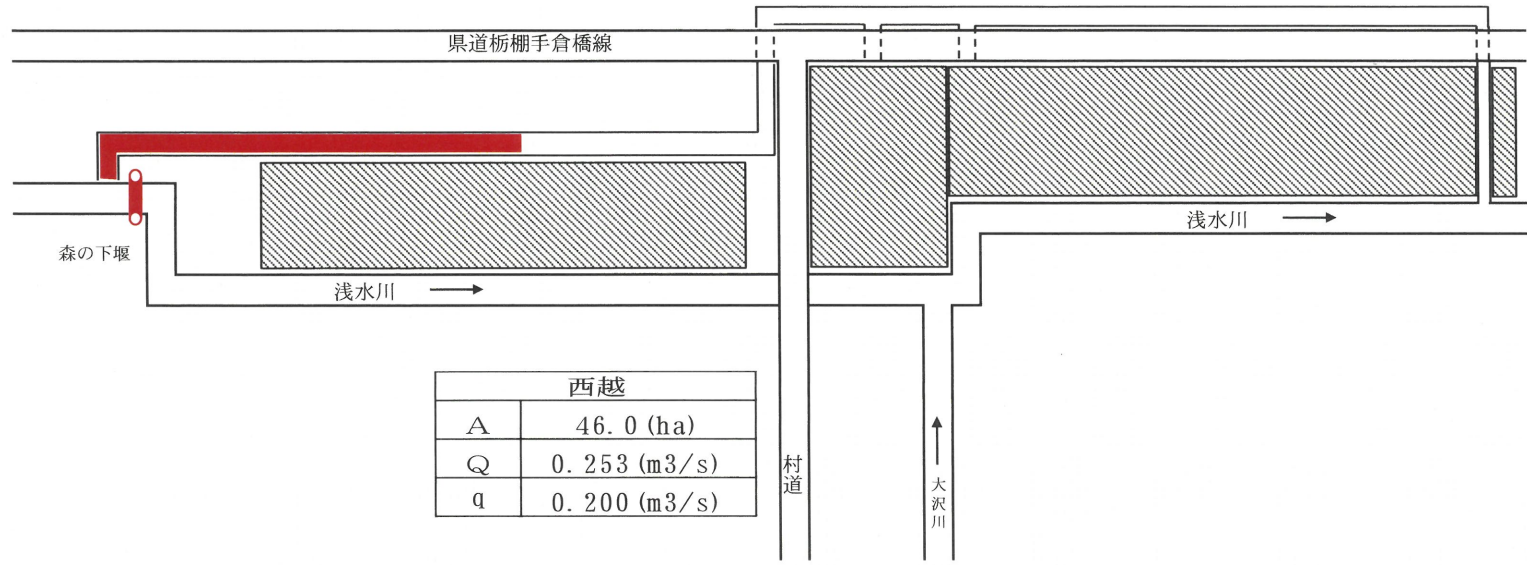 県道栃棚手倉橋線
浅水川
森の下堰
浅水川
西越
A 46.0(ha)
Q 0.253(m3/s)
q 0.200(m3/s)
村道
大沢川